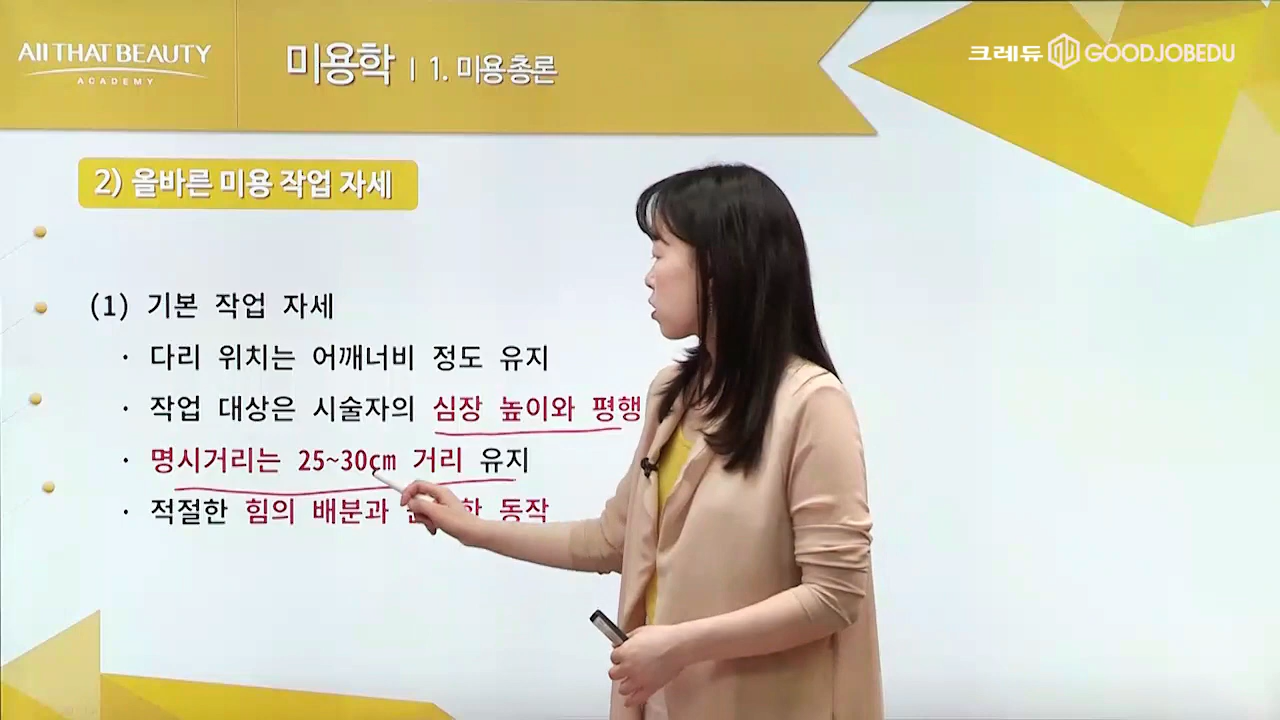 All THAT BEAUTY
ACADEMY
미용학 | 1. 미용 총론
크레듀 GOODJOBEDU
2) 올바른 미용 작업 자세
(1) 기본 작업 자세
· 다리 위치는 어깨너비 정도 유지
· 작업 대상은 시술자의 심장 높이와 평행
· 명시거리는 25~30cm 거리 유지
· 적절한 힘의 배분과 동작